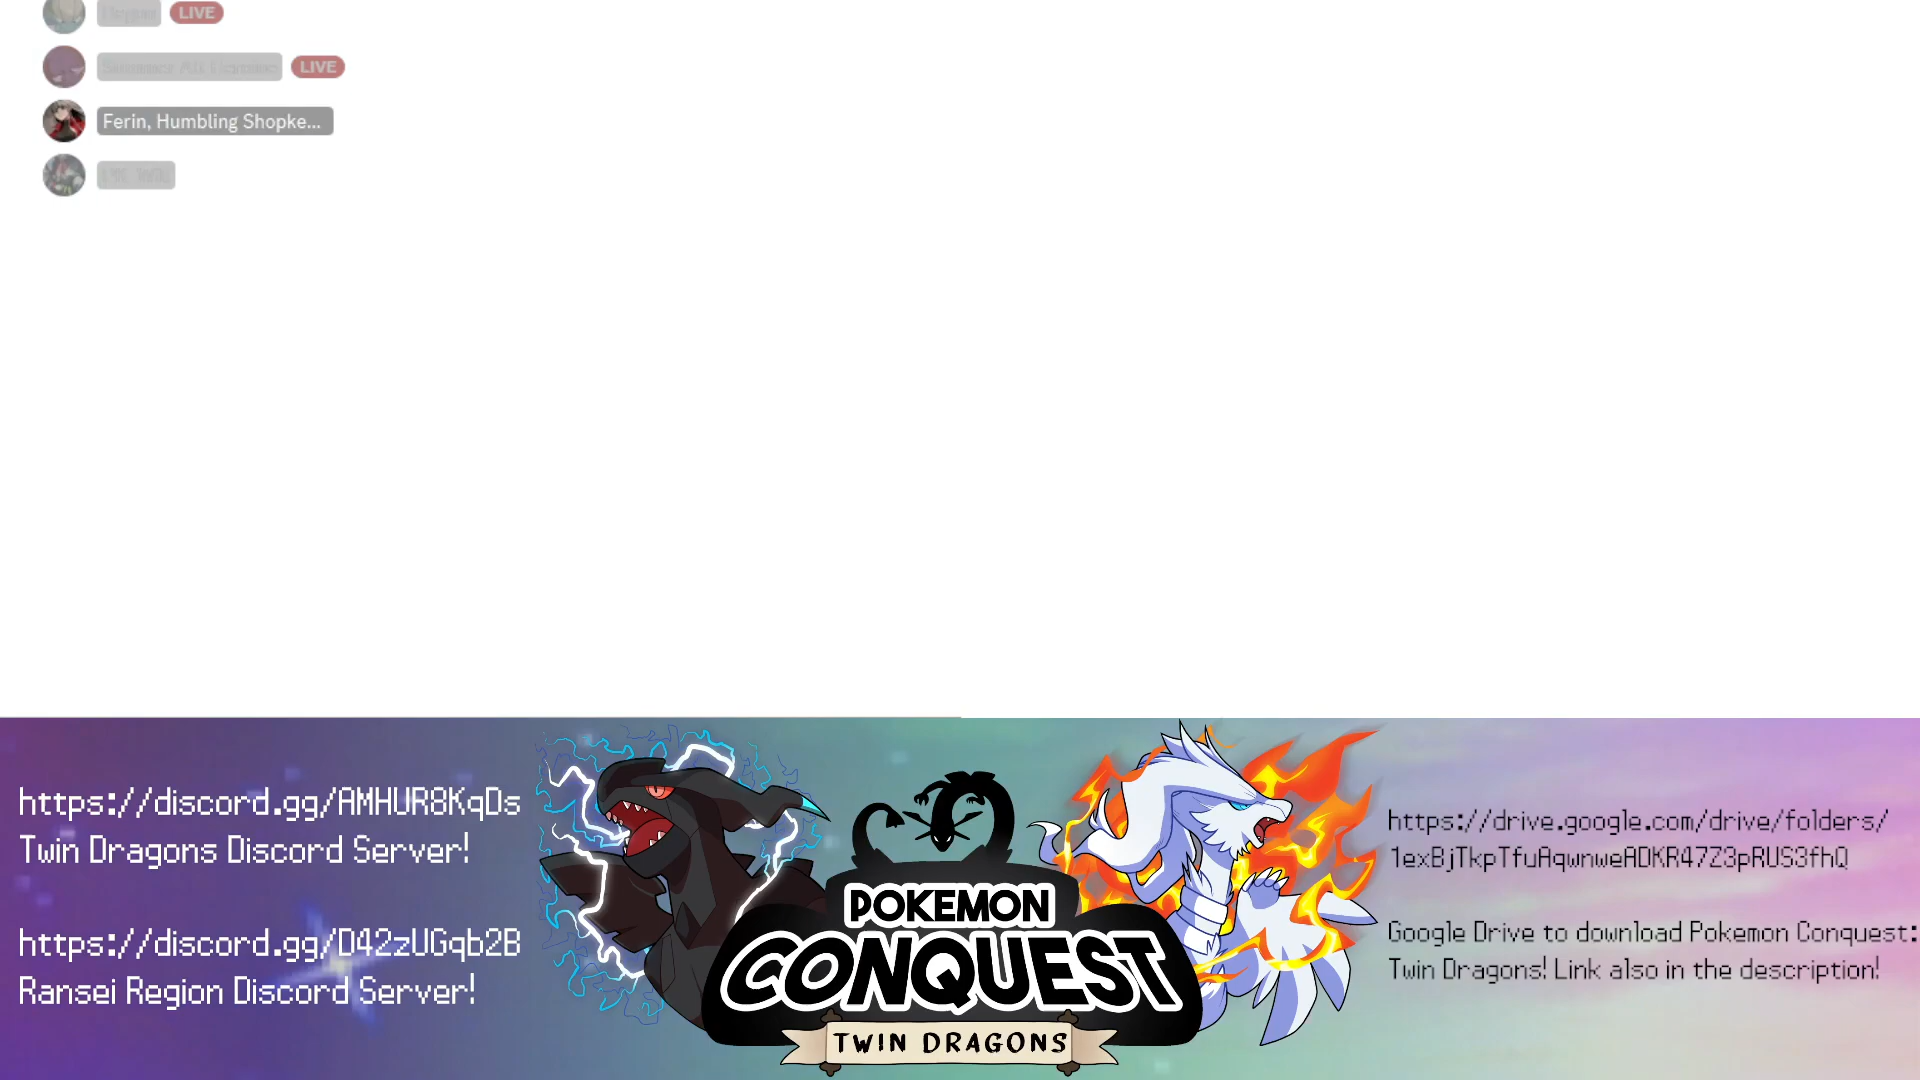 LIVE
LIVE
Ferin, Humbling Shopke...
https://discord.gg/AMHUR8KqDs
Twin Dragons Discord Server!
https://discord.gg/D42zUGqb2B
Ransei Region Discord Server!
POKEMON
CONQUEST
TWIN DRAGONS
https://drive.google.com/drive/folders/
1exBjTkpTfuAqwnweADKR47Z3pRUS3fhQ
Google Drive to download Pokemon Conquest:
Twin Dragons! Link also in the description!